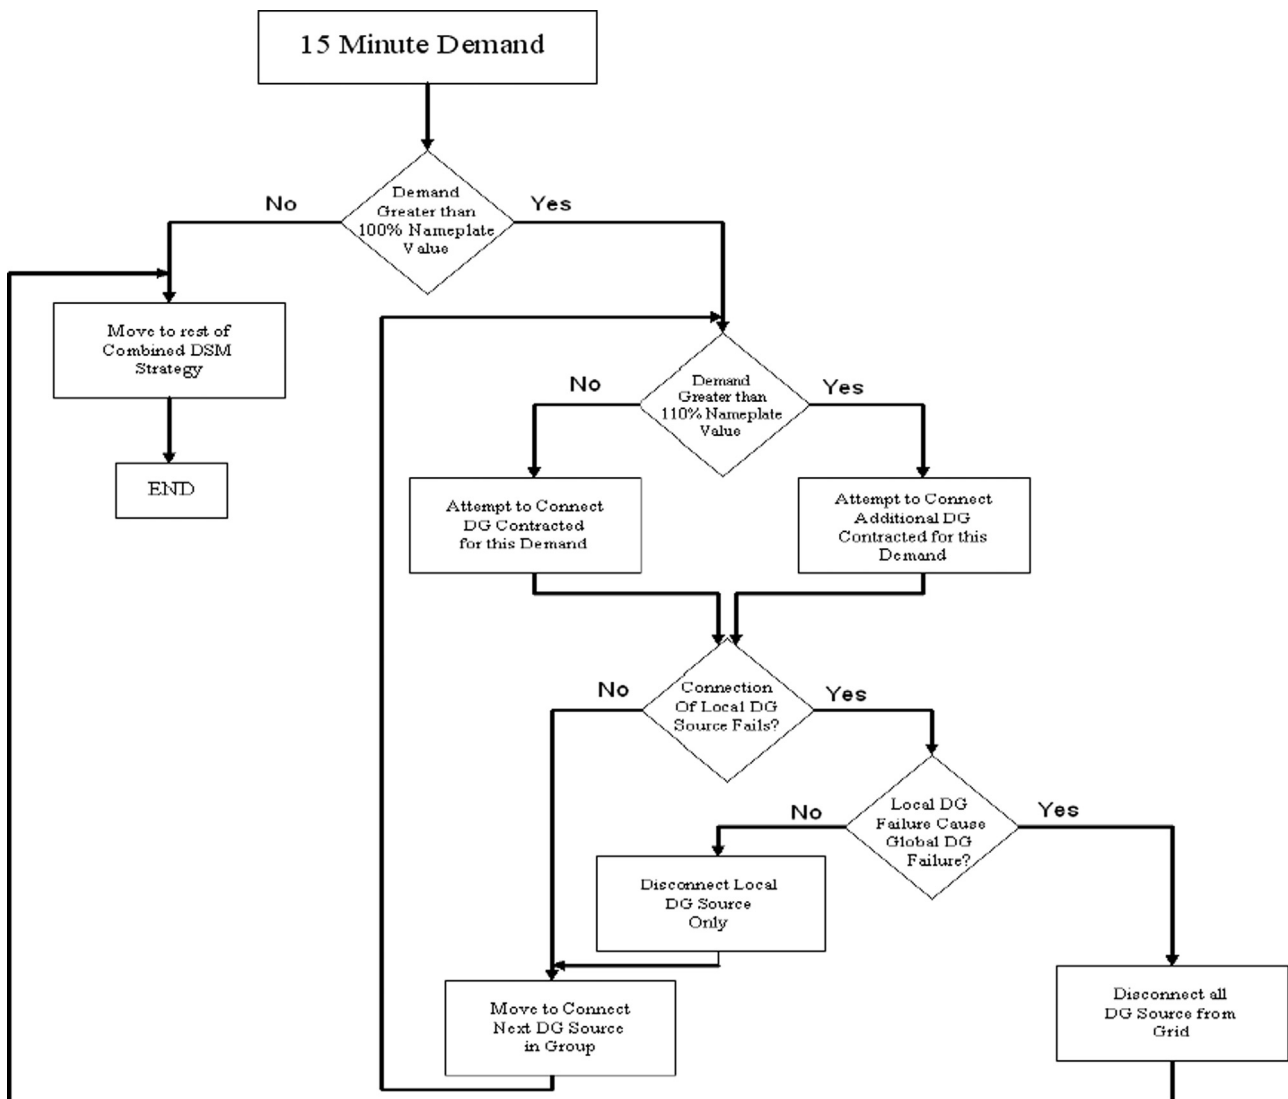 15 Minute Demand
Demand
Greater than
100% Nameplate
Value
No
Yes
Move to rest of
Combined DSM
Strategy
END
Demand
Greater than
110% Nameplate
Value
No
Yes
Attempt to Connect
DG Contracted
for this Demand
Attempt to Connect
Additional DG
Contracted for this
Demand
Connection
Of Local DG
Source Fails?
No
Yes
Local DG
Failure Cause
Global DG
Failure?
No
Yes
Disconnect Local
DG Source
Only
Move to Connect
Next DG Source
in Group
Disconnect all
DG Source from
Grid